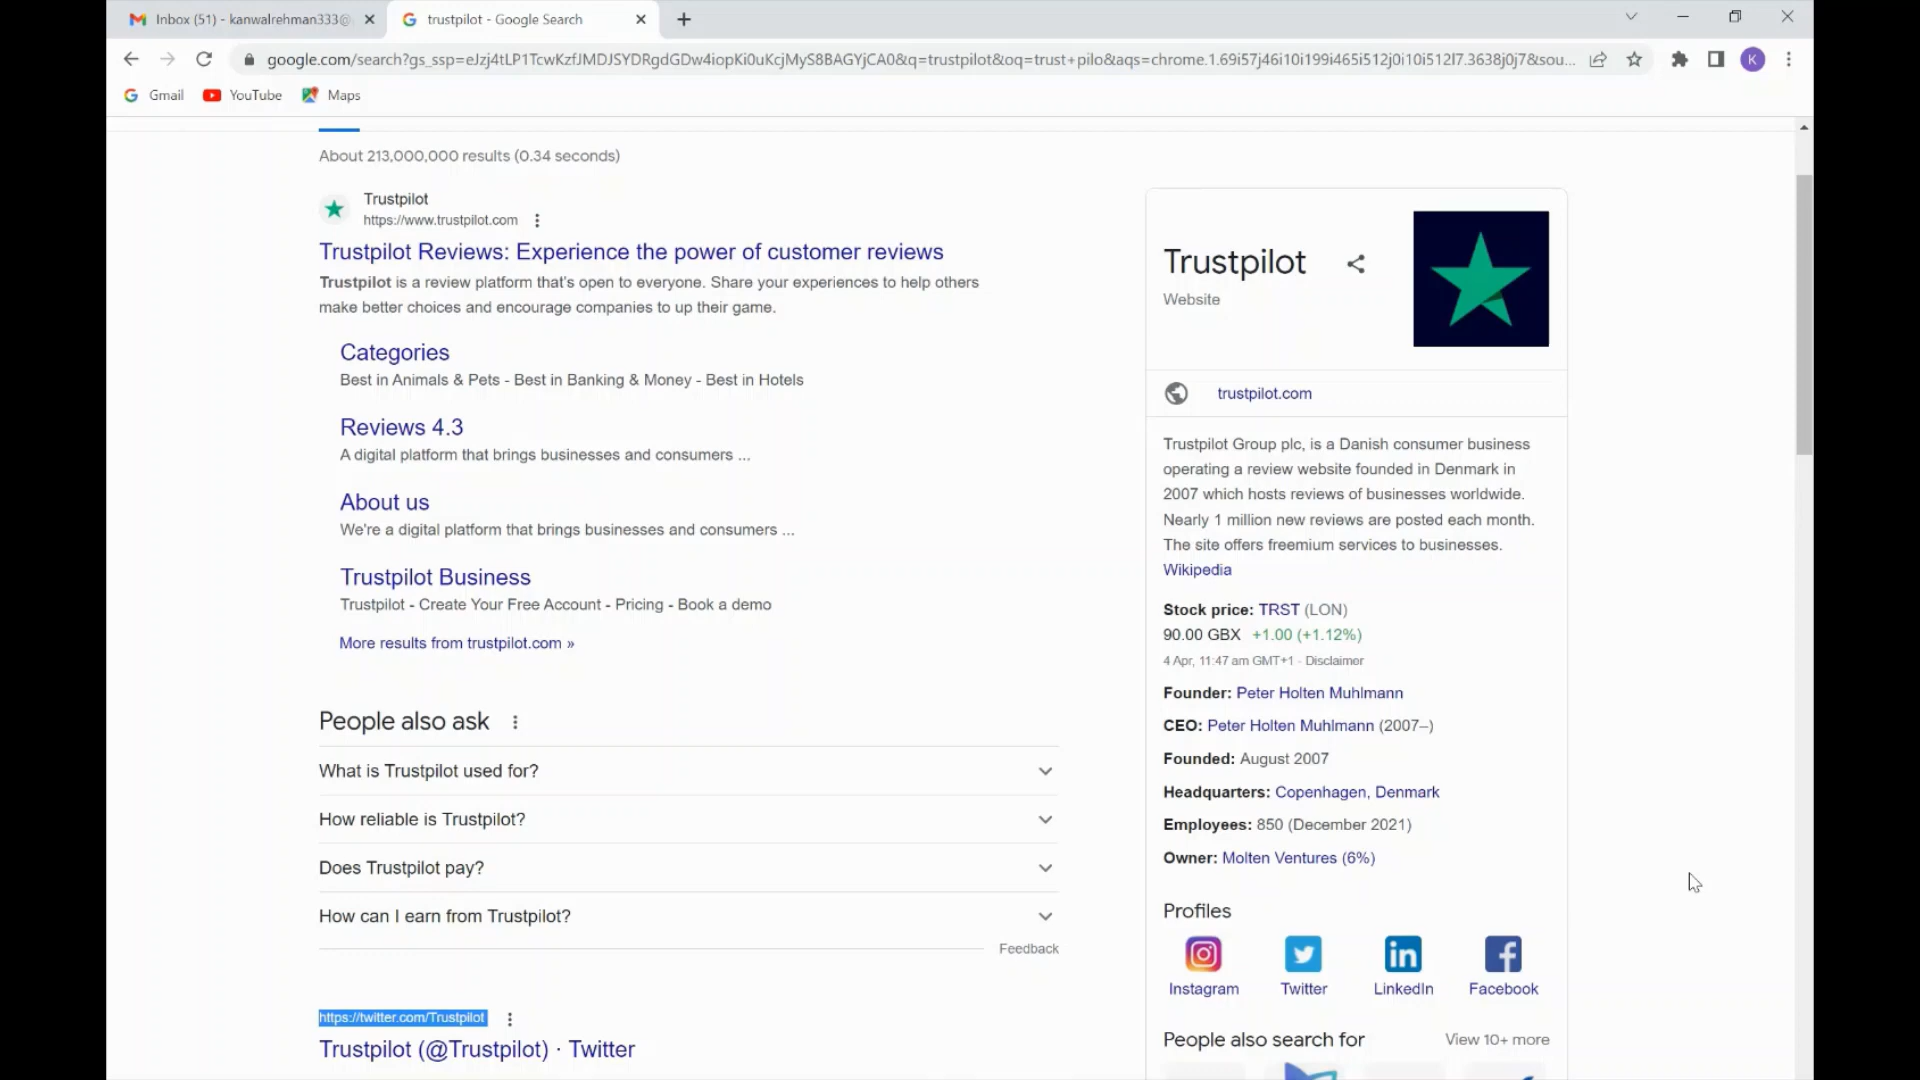 Inbox (51) - kanwalrehman333@
trustpilot - Google Search
google.com/search?gs_ssp=eJzj4tLP1TcwKzfJMDJSYDRgdGDw4iopKi0uKcjMyS8BAGYjCA0&q=trustpilot&oq=trust+pilo&aqs=chrome.1.69i57j46i10i199i465i512j0i10i512l7.3638j0j7&sou...
K
Gmail
YouTube
Maps
About 213,000,000 results (0.34 seconds)
Trustpilot
https://www.trustpilot.com
Trustpilot Reviews: Experience the power of customer reviews
Trustpilot is a review platform that's open to everyone. Share your experiences to help others
make better choices and encourage companies to up their game.
Categories
Best in Animals & Pets - Best in Banking & Money - Best in Hotels
Reviews 4.3
A digital platform that brings businesses and consumers ...
About us
We're a digital platform that brings businesses and consumers ...
Trustpilot Business
Trustpilot - Create Your Free Account - Pricing - Book a demo
More results from trustpilot.com »
People also ask
What is Trustpilot used for?
How reliable is Trustpilot?
Does Trustpilot pay?
How can I earn from Trustpilot?
Feedback
https://twitter.com/Trustpilot
Trustpilot (@Trustpilot) · Twitter
Trustpilot
Website
trustpilot.com
Trustpilot Group plc, is a Danish consumer business
operating a review website founded in Denmark in
2007 which hosts reviews of businesses worldwide.
Nearly 1 million new reviews are posted each month.
The site offers freemium services to businesses.
Wikipedia
Stock price: TRST (LON)
90.00 GBX +1.00 (+1.12%)
4 Apr, 11:47 am GMT+1 - Disclaimer
Founder: Peter Holten Muhlmann
CEO: Peter Holten Muhlmann (2007–)
Founded: August 2007
Headquarters: Copenhagen, Denmark
Employees: 850 (December 2021)
Owner: Molten Ventures (6%)
Profiles
Instagram
Twitter
LinkedIn
Facebook
People also search for
View 10+ more